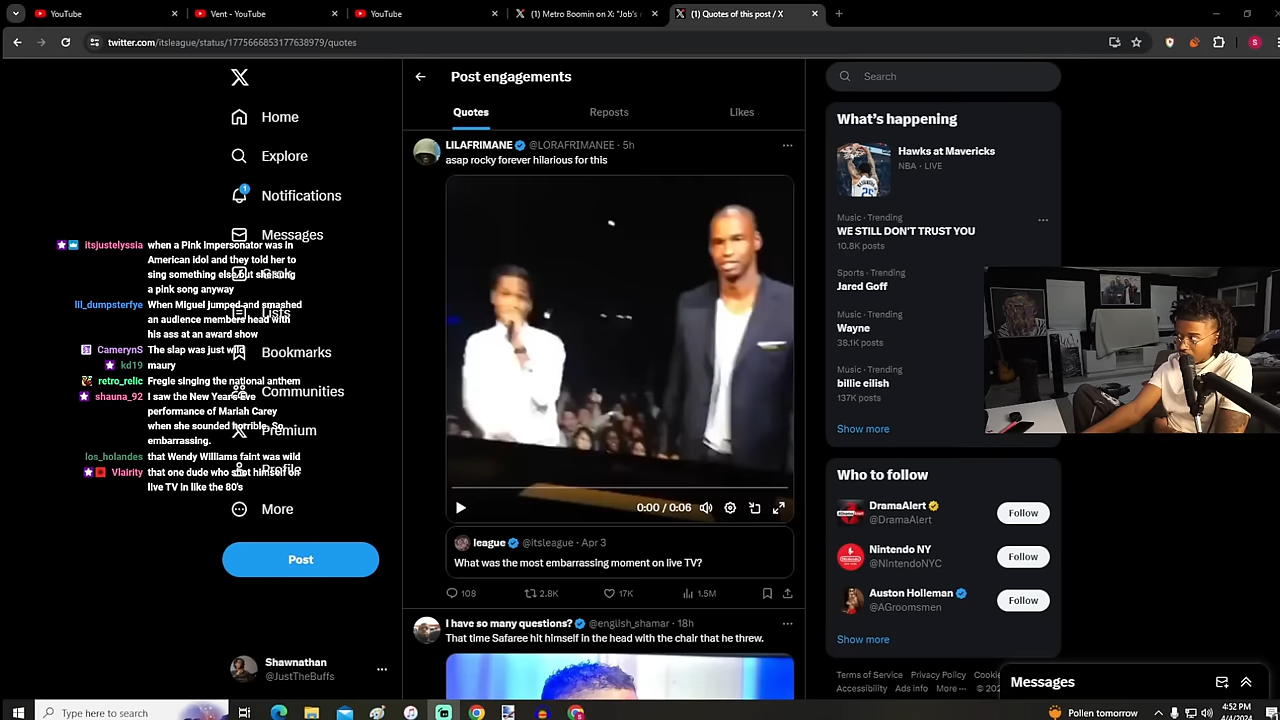 YouTube
Vent - YouTube
YouTube
(1) Metro Boomin on X: "Job's
(1) Quotes of this post / X
twitter.com/itsleague/status/1775666853177638979/quotes
S
Post engagements
Quotes
Reposts
Likes
Home
Explore
1
Notifications
Messages
Lists
Bookmarks
Communities
Premium
Profile
More
Post
Shawnathan
@JustTheBuffs
itsjustelyssia when a Pink impersonator was in
American idol and they told her to
sing something else but she sang
a pink song anyway
lil_dumpsterfye When Miguel jumped and smashed
an audience members head with
his ass at an award show
CamerynS The slap was just wild
kd19 maury
retro_relic Fregie singing the national anthem
shauna_92 I saw the New Year's Eve
performance of Mariah Carey
when she sounded horrible. So
embarrassing.
los_holandes that Wendy Williams faint was wild
Vlairity that one dude who shot himself on
live TV in like the 80's
LILAFRIMANE @LORAFRIMANEE · 5h
asap rocky forever hilarious for this
0:00 / 0:06
league @itsleague · Apr 3
What was the most embarrassing moment on live TV?
108
2.8K
17K
1.5M
I have so many questions? @english_shamar · 18h
That time Safaree hit himself in the head with the chair that he threw.
Search
What's happening
Hawks at Mavericks
NBA · LIVE
Music · Trending
WE STILL DON'T TRUST YOU
10.8K posts
Sports · Trending
Jared Goff
Music · Trending
Wayne
38.1K posts
Music · Trending
billie eilish
137K posts
Show more
Who to follow
DramaAlert
@DramaAlert
Follow
Nintendo NY
@NIntendoNYC
Follow
Auston Holleman
@AGroomsmen
Follow
Show more
Terms of Service Privacy Policy Cookie
Accessibility Ads info More ··· © 202
Messages
Type here to search
Pollen tomorrow
4:52 PM
4/4/2024